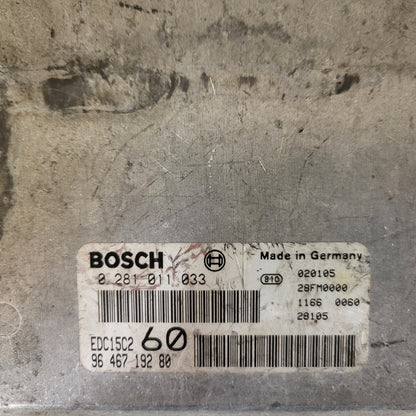 BOSCH Made in Germany
0 281 011 033 810 020105
28FM0000
1166 0060
28105
EDC15C2 60
96 467 192 80